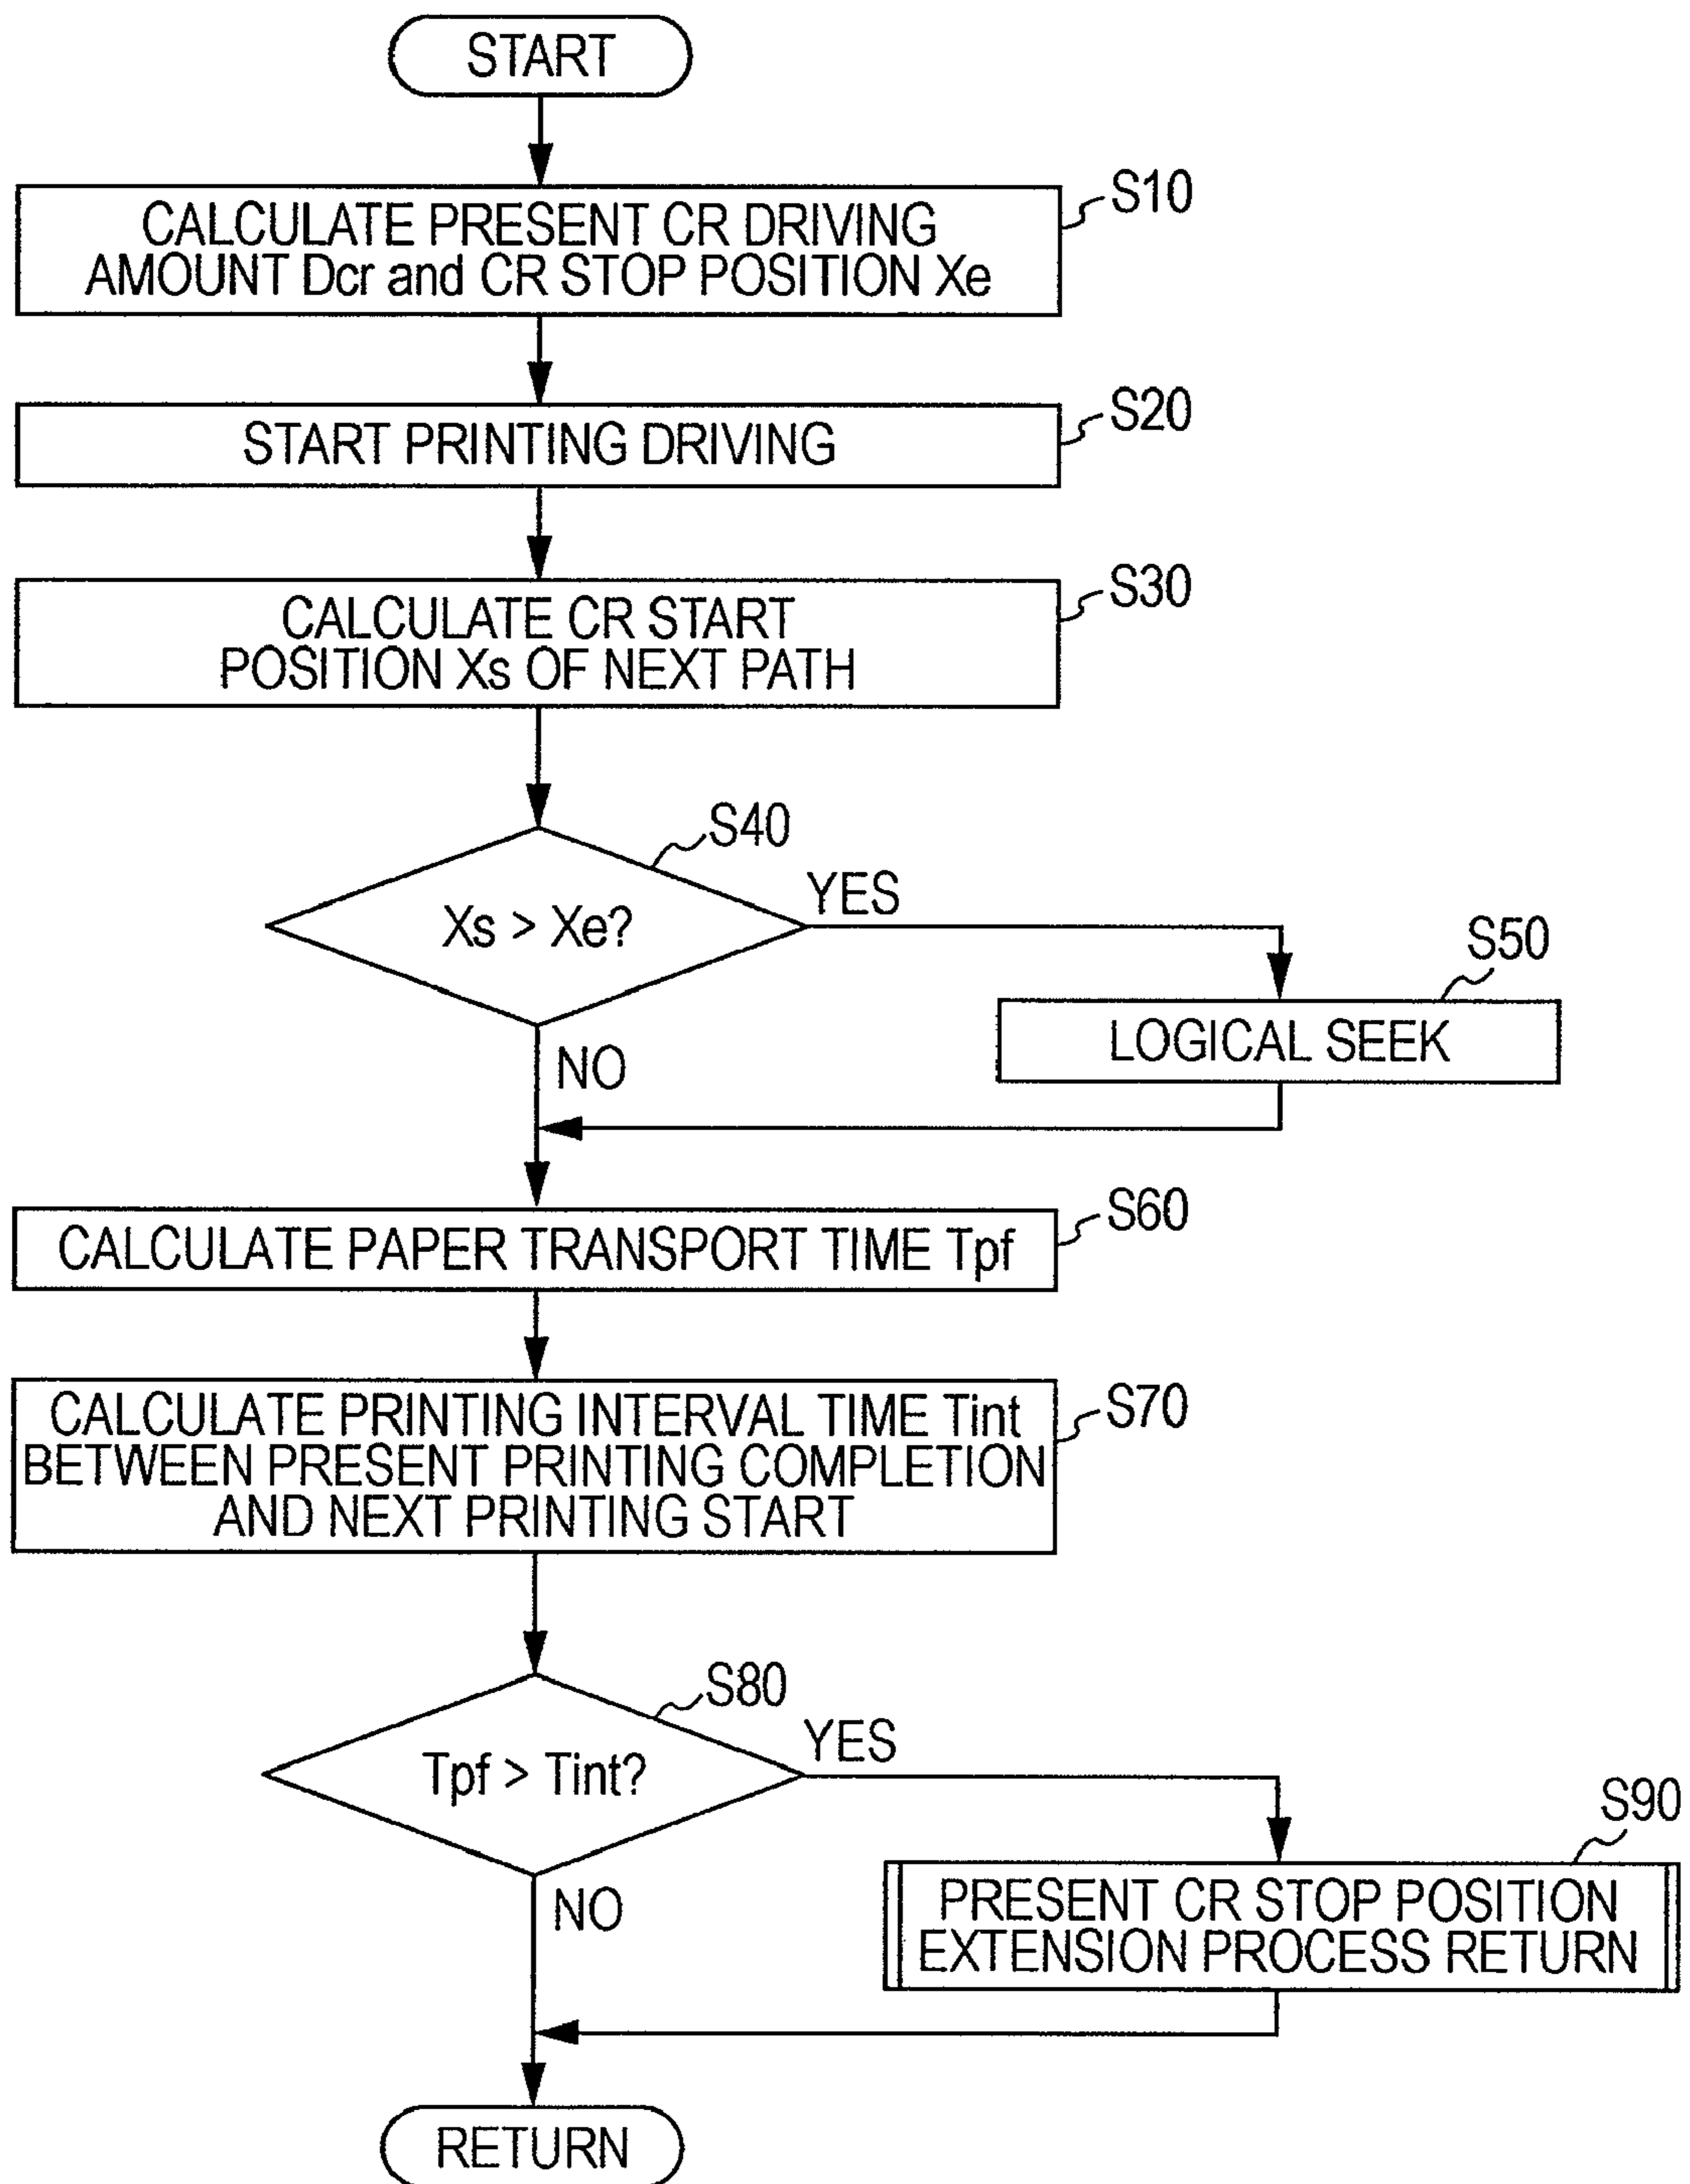 START
S10
CALCULATE PRESENT CR DRIVING
AMOUNT Dcr and CR STOP POSITION Xe
S20
START PRINTING DRIVING
S30
CALCULATE CR START
POSITION Xs OF NEXT PATH
S40
Xs > Xe?
YES
S50
LOGICAL SEEK
NO
S60
CALCULATE PAPER TRANSPORT TIME Tpf
S70
CALCULATE PRINTING INTERVAL TIME Tint
BETWEEN PRESENT PRINTING COMPLETION
AND NEXT PRINTING START
S80
Tpf > Tint?
YES
S90
PRESENT CR STOP POSITION
EXTENSION PROCESS RETURN
NO
RETURN